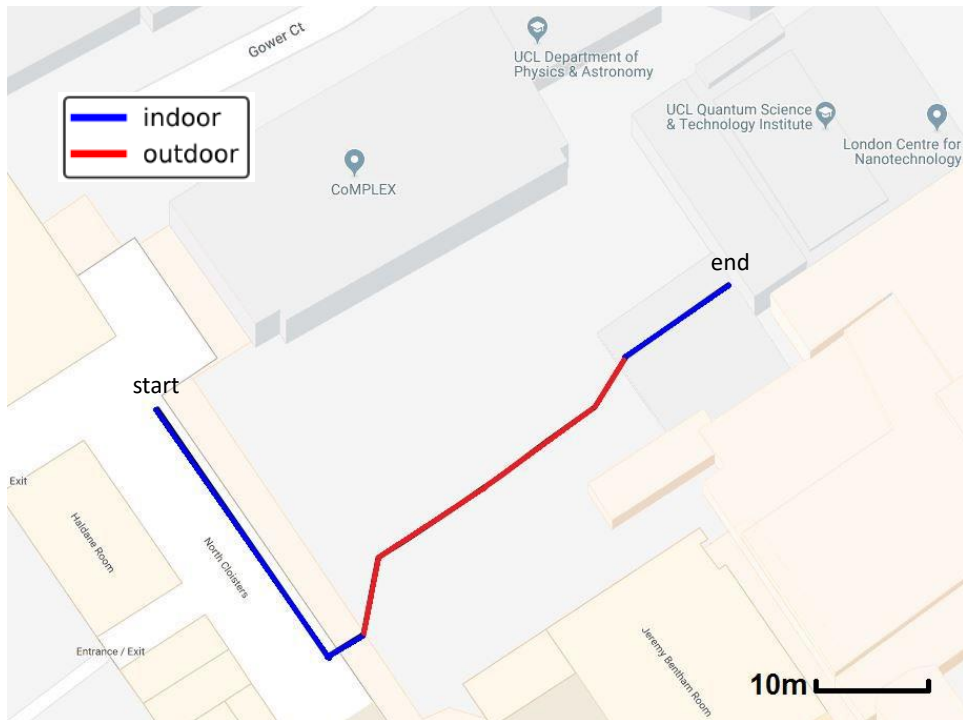 Gower Ct
UCL Department of
Physics & Astronomy
indoor
outdoor
UCL Quantum Science
& Technology Institute
London Centre for
Nanotechnology
CoMPLEX
end
start
Exit
Haldane Room
North Cloisters
Entrance / Exit
Jeremy Bentham Room
10m